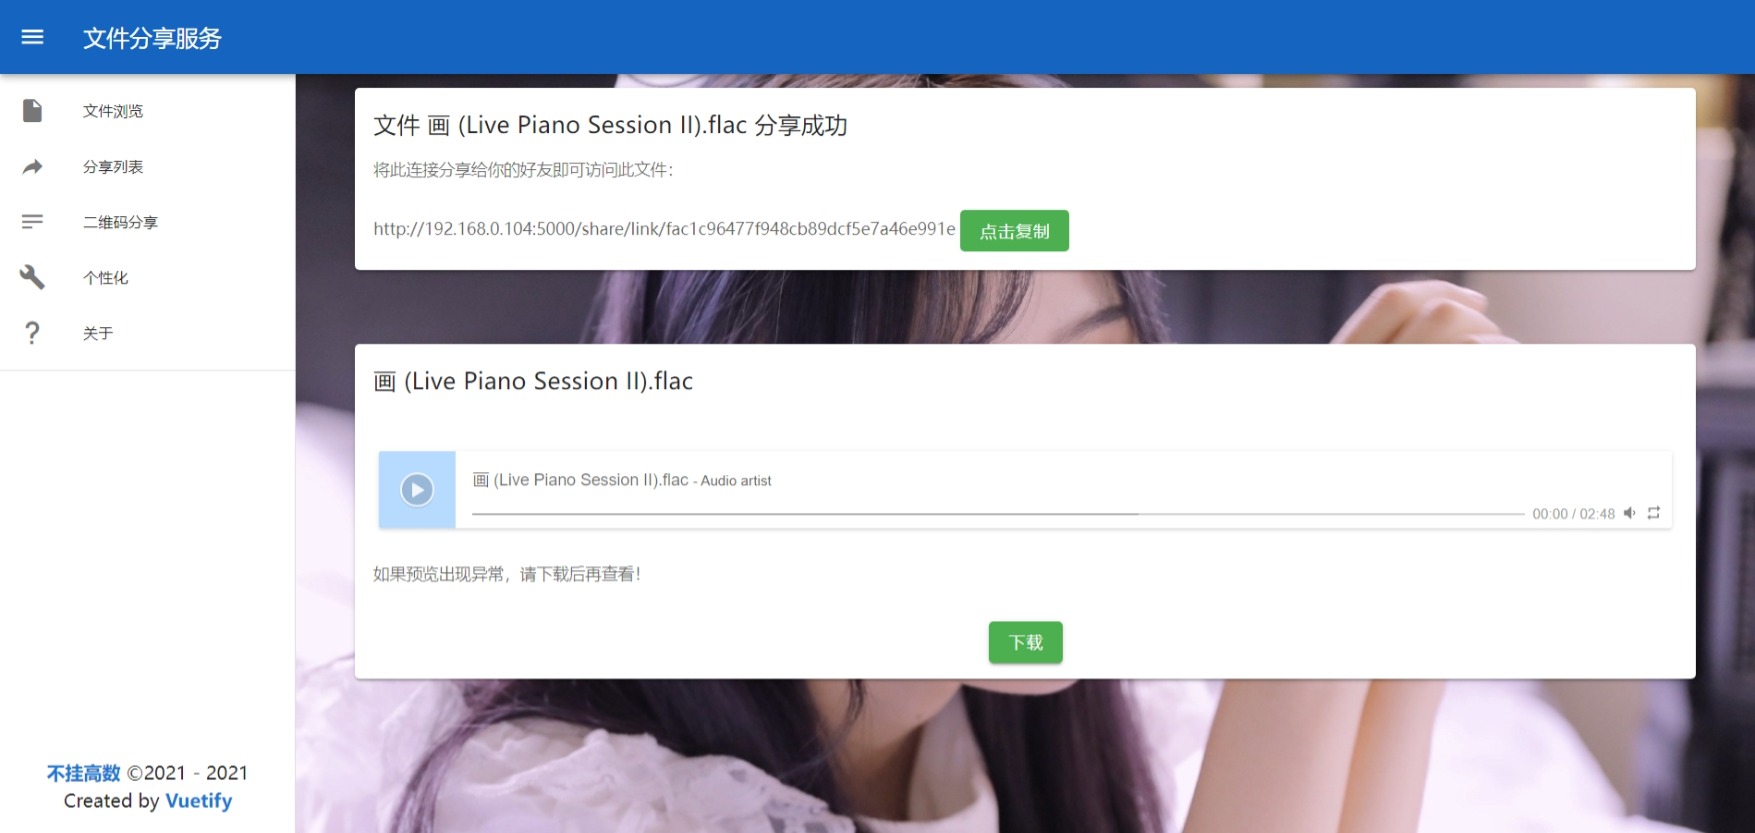 文件分享服务
文件浏览
分享列表
二维码分享
个性化
关于
文件 画 (Live Piano Session II).flac 分享成功
将此连接分享给你的好友即可访问此文件：
http://192.168.0.104:5000/share/link/fac1c96477f948cb89dcf5e7a46e991e 点击复制
画 (Live Piano Session II).flac
画 (Live Piano Session II).flac - Audio artist
00:00 / 02:48
如果预览出现异常，请下载后再查看！
下载
不挂高数 ©2021 - 2021
Created by Vuetify